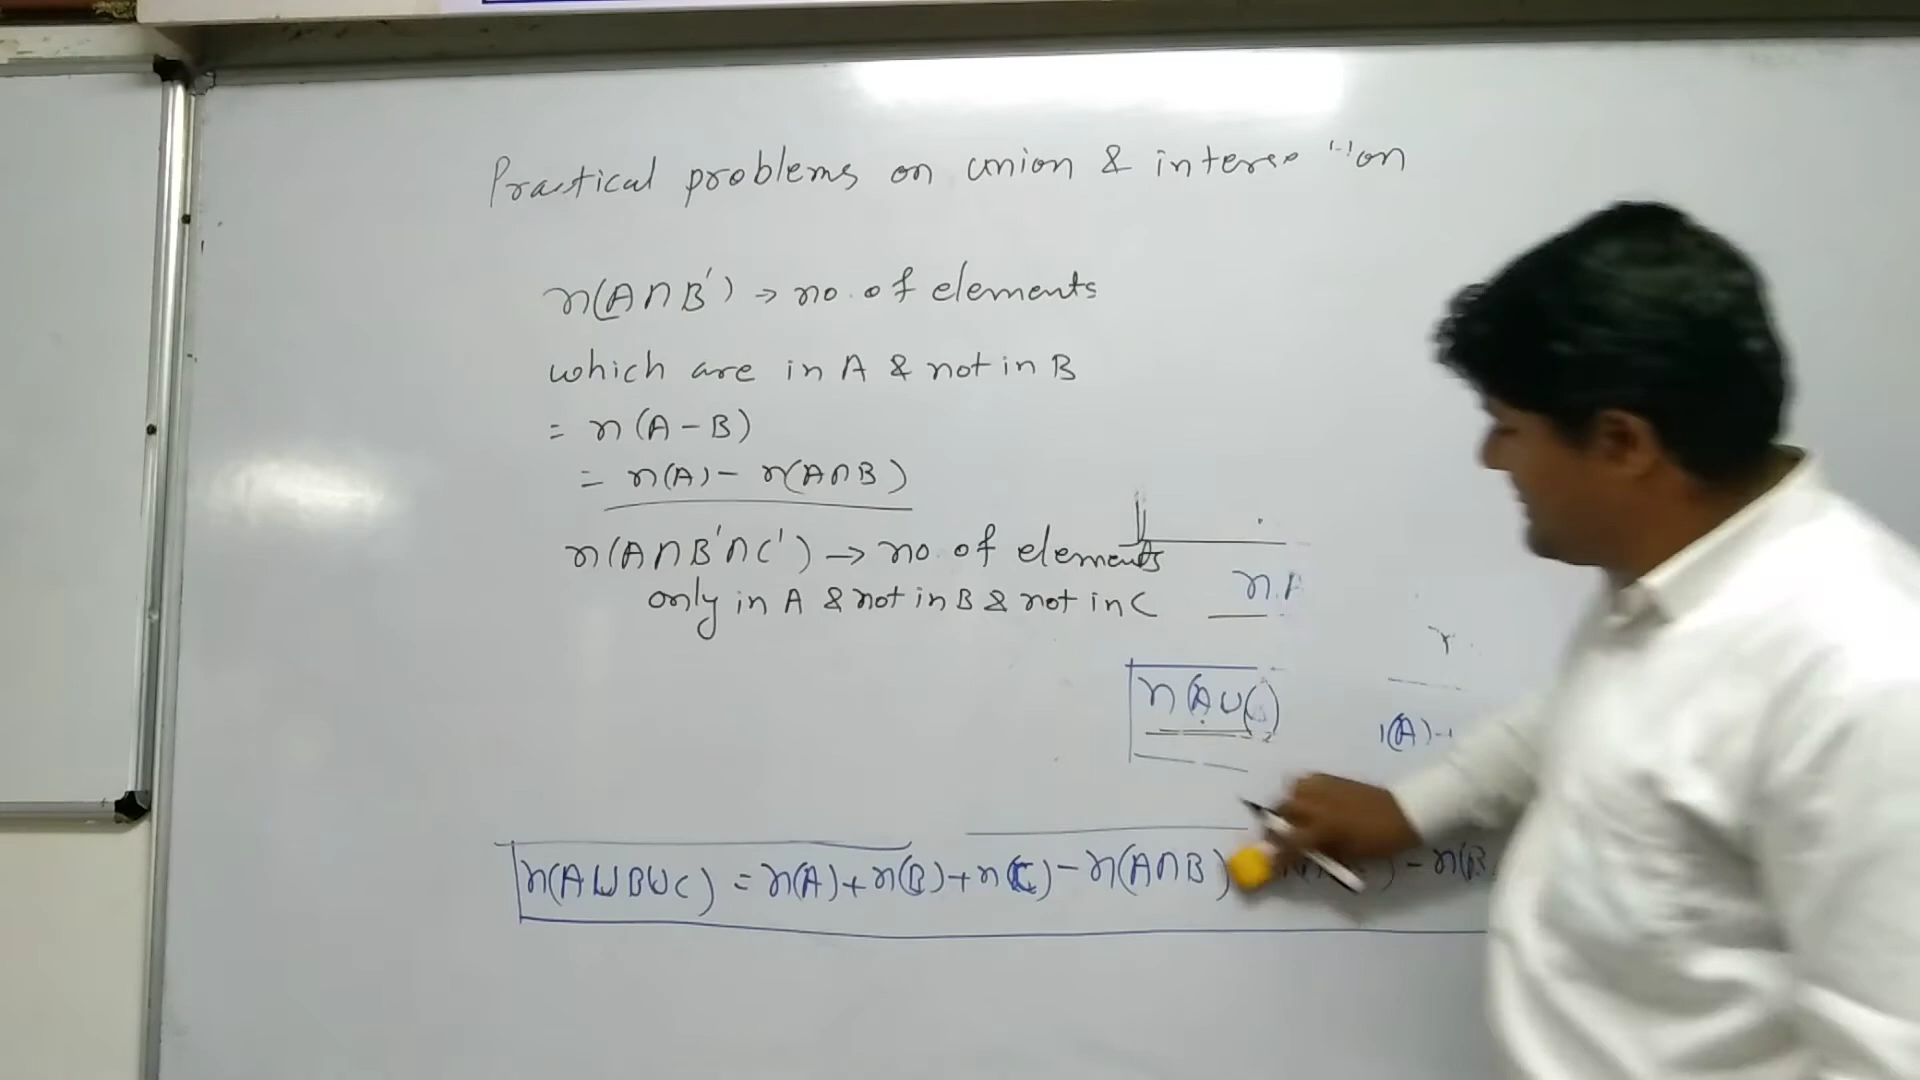 Practical problems on union &
n(A∩B') → no. of elements
which are in A & not in B
= n(A-B)
= n(A) - n(A∩B)
n(A∩B'∩C') → no. of elements
only in A & not in B & not in C
n(A∪
(A)-
n(A∪B∪C) = n(A)+n(B)+n(C)-n(A∩B) - n(B